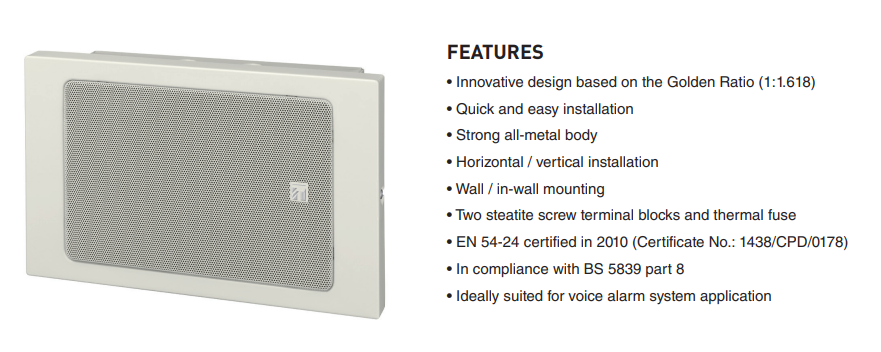 FEATURES
• Innovative design based on the Golden Ratio (1:1.618)
• Quick and easy installation
• Strong all-metal body
• Horizontal / vertical installation
• Wall / in-wall mounting
• Two steatite screw terminal blocks and thermal fuse
• EN 54-24 certified in 2010 (Certificate No.: 1438/CPD/0178)
• In compliance with BS 5839 part 8
• Ideally suited for voice alarm system application